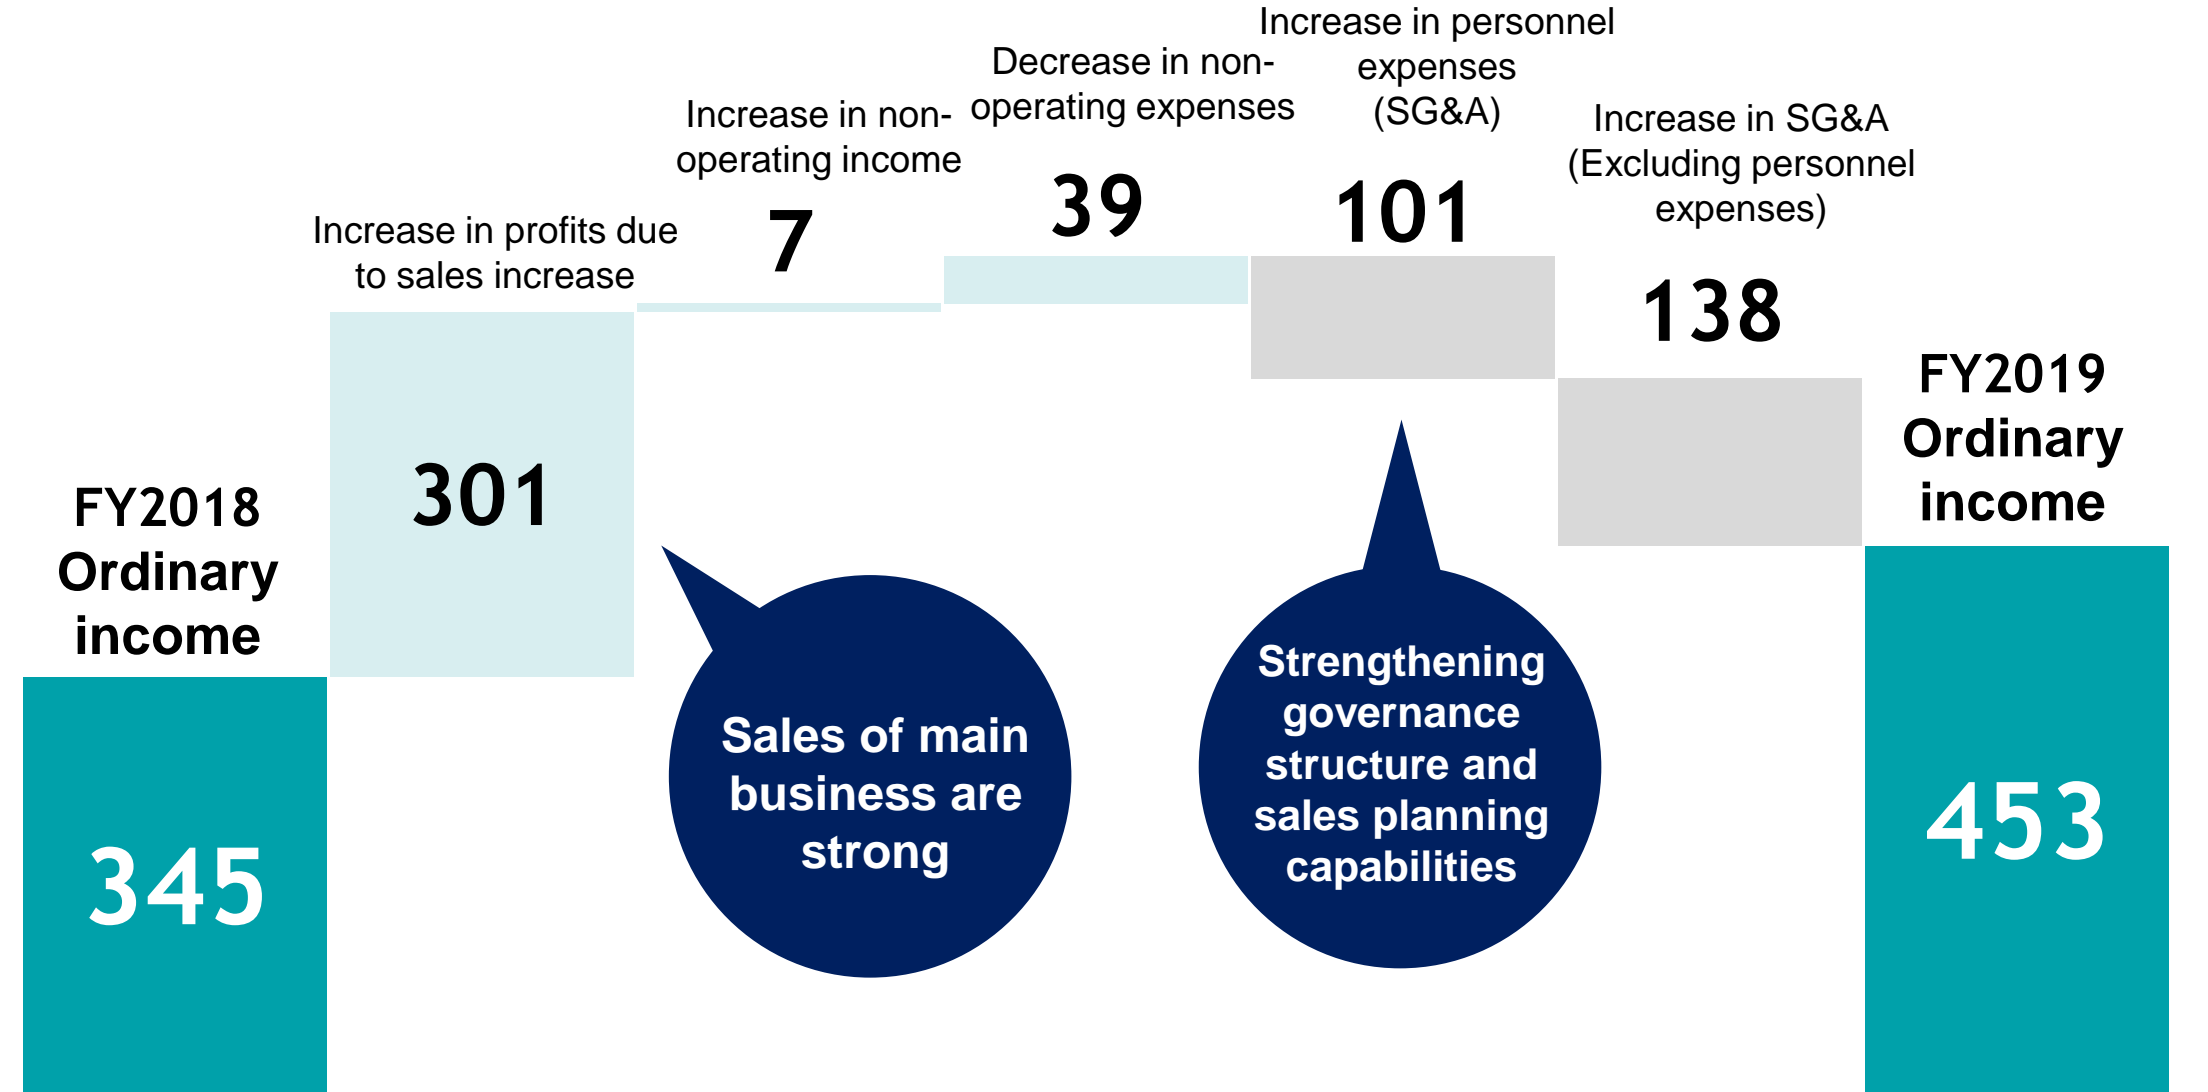 FY2018
Ordinary
income
345
Increase in profits due
to sales increase
301
Increase in non-
operating income
7
Decrease in non-
operating expenses
39
Increase in personnel
expenses
(SG&A)
101
Increase in SG&A
(Excluding personnel
expenses)
138
FY2019
Ordinary
income
453
Sales of main
business are
strong
Strengthening
governance
structure and
sales planning
capabilities